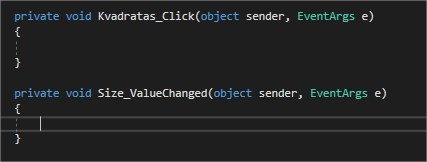 private void Kvadratas_Click(object sender, EventArgs e)
{
}
private void Size_ValueChanged(object sender, EventArgs e)
{
}